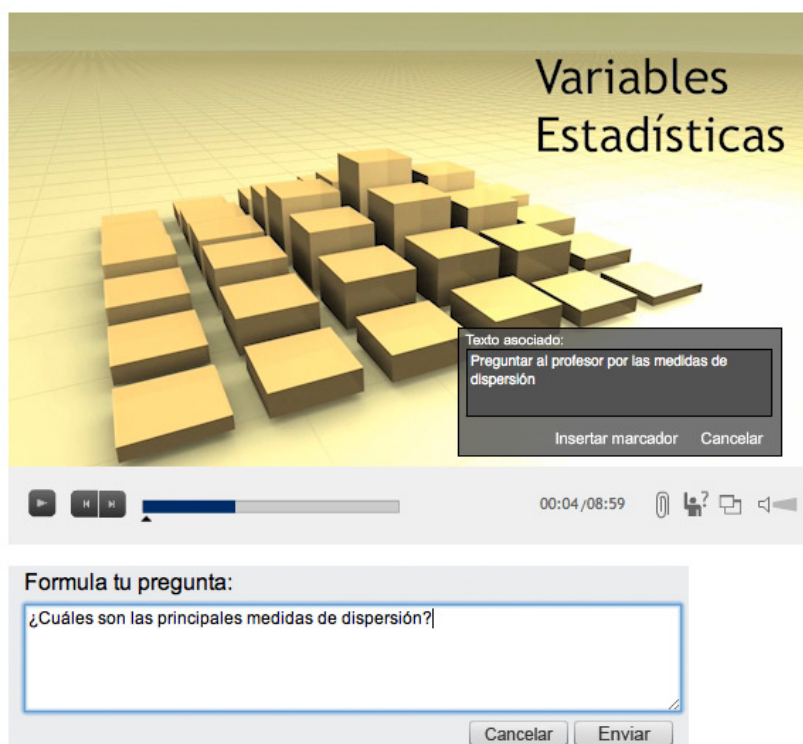 Variables
Estadísticas
Texto asociado:
Preguntar al profesor por las medidas de
dispersión
Insertar marcador Cancelar
00:04/08:59
?
Formula tu pregunta:
¿Cuáles son las principales medidas de dispersión?
Cancelar Enviar